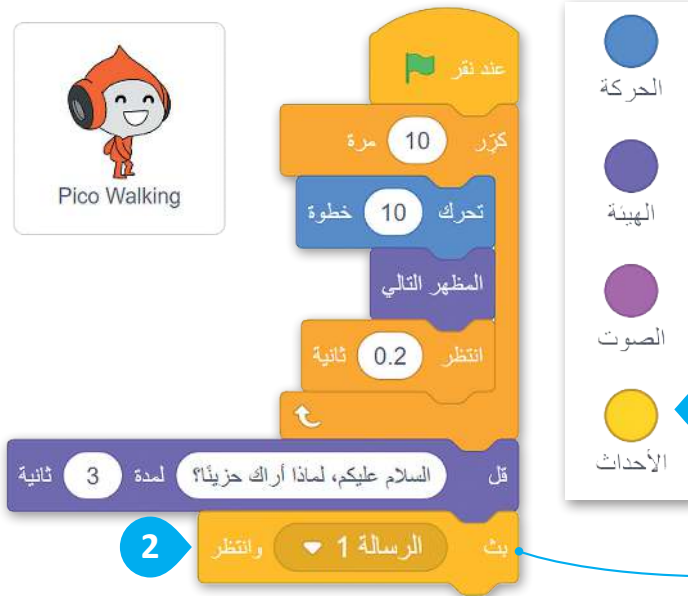 Pico Walking
عند نقر
كرِّر 10 مرة
تحرك 10 خطوة
المظهر التالي
انتظر 0.2 ثانية
قل السلام عليكم، لماذا أراك حزينًا؟ لمدة 3 ثانية
بث الرسالة 1 وانتظر
2
الحركة
الهيئة
الصوت
الأحداث